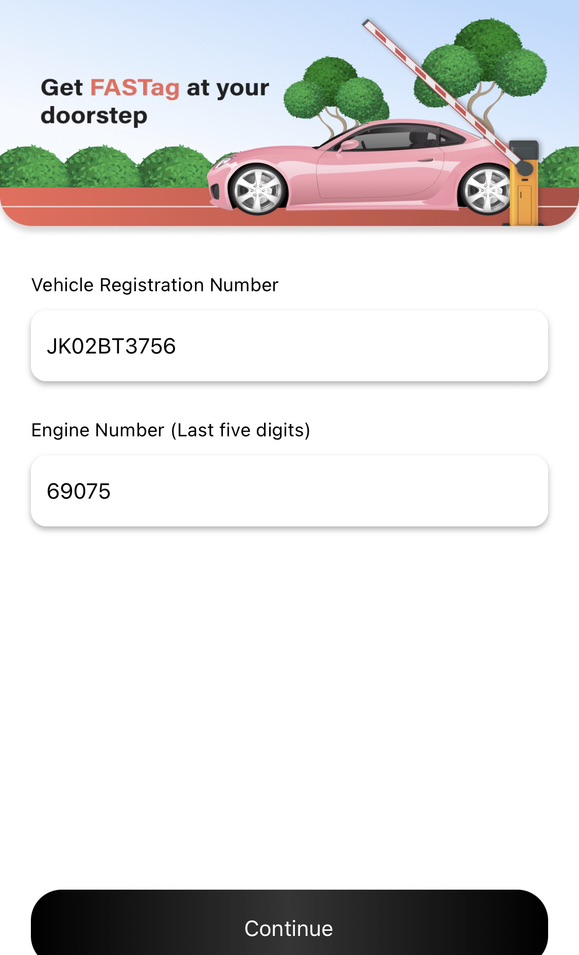 Get FASTag at your
doorstep
Vehicle Registration Number
JK02BT3756
Engine Number (Last five digits)
69075
Continue